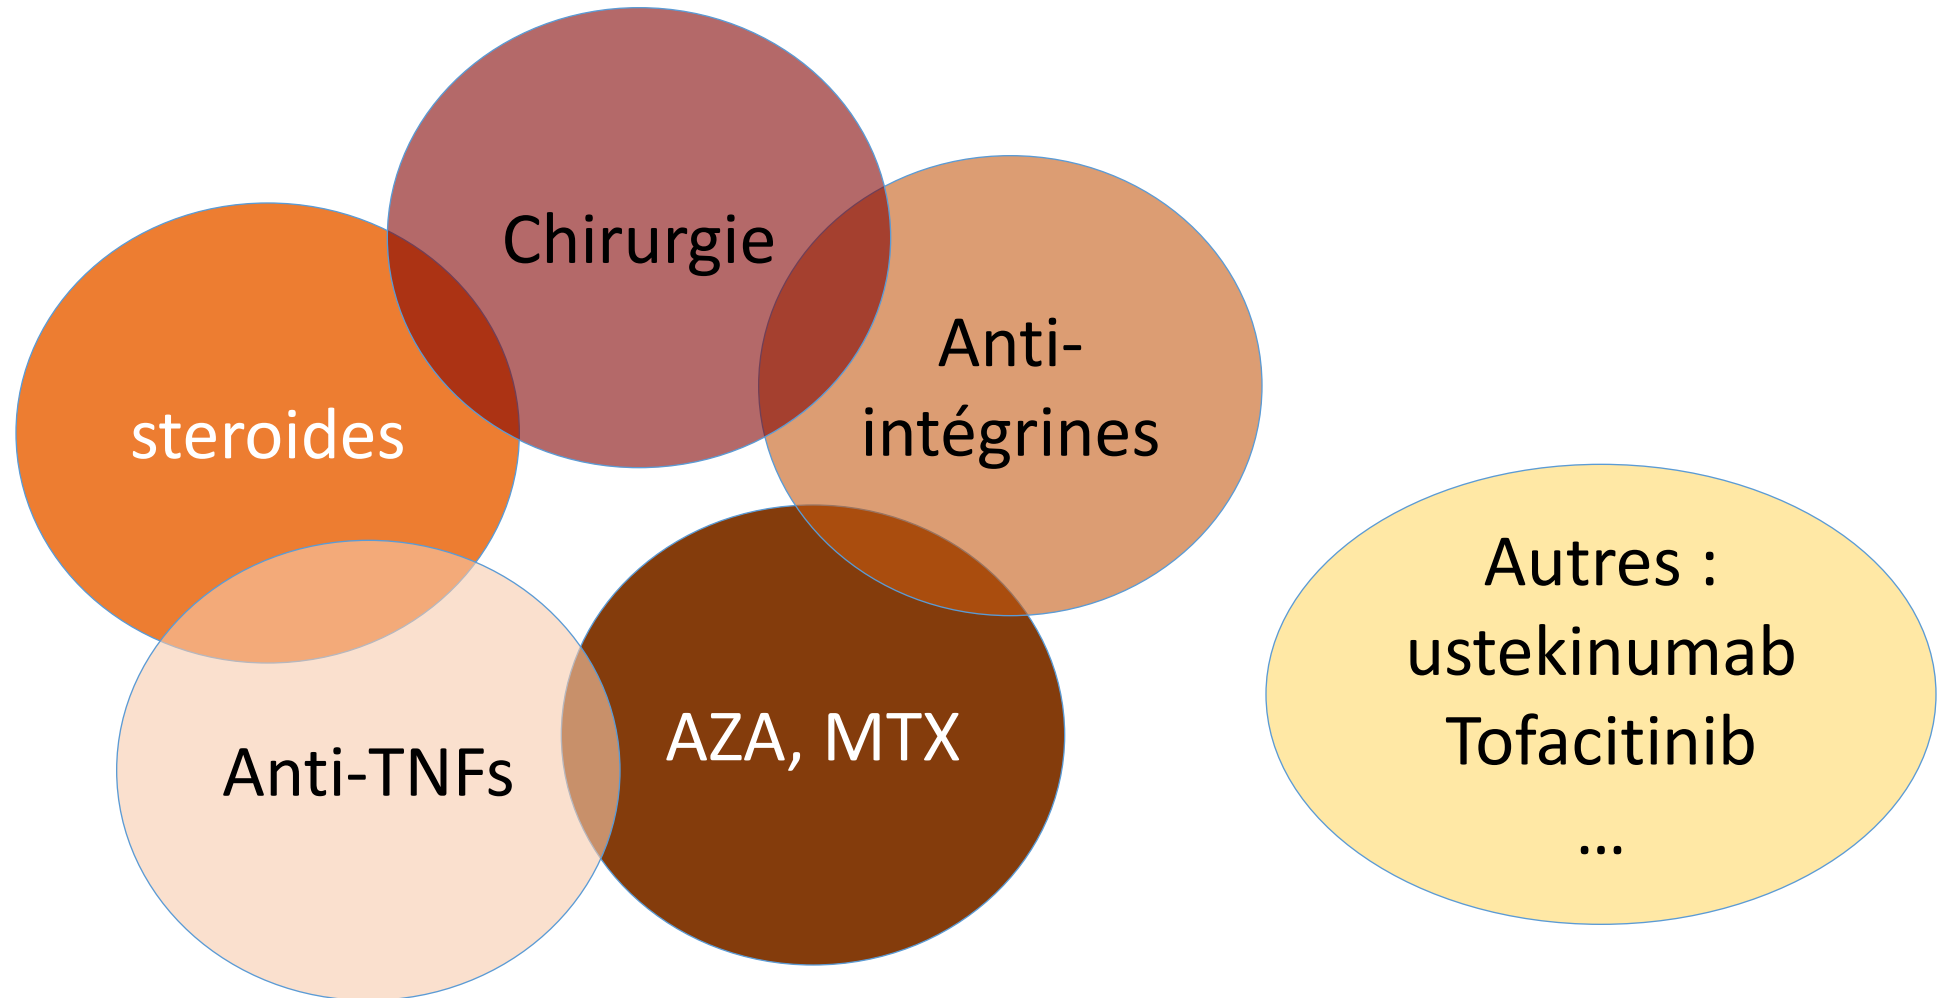 Chirurgie
Anti-
intégrines
steroides
AZA, MTX
Anti-TNFs
Autres :
ustekinumab
Tofacitinib
...